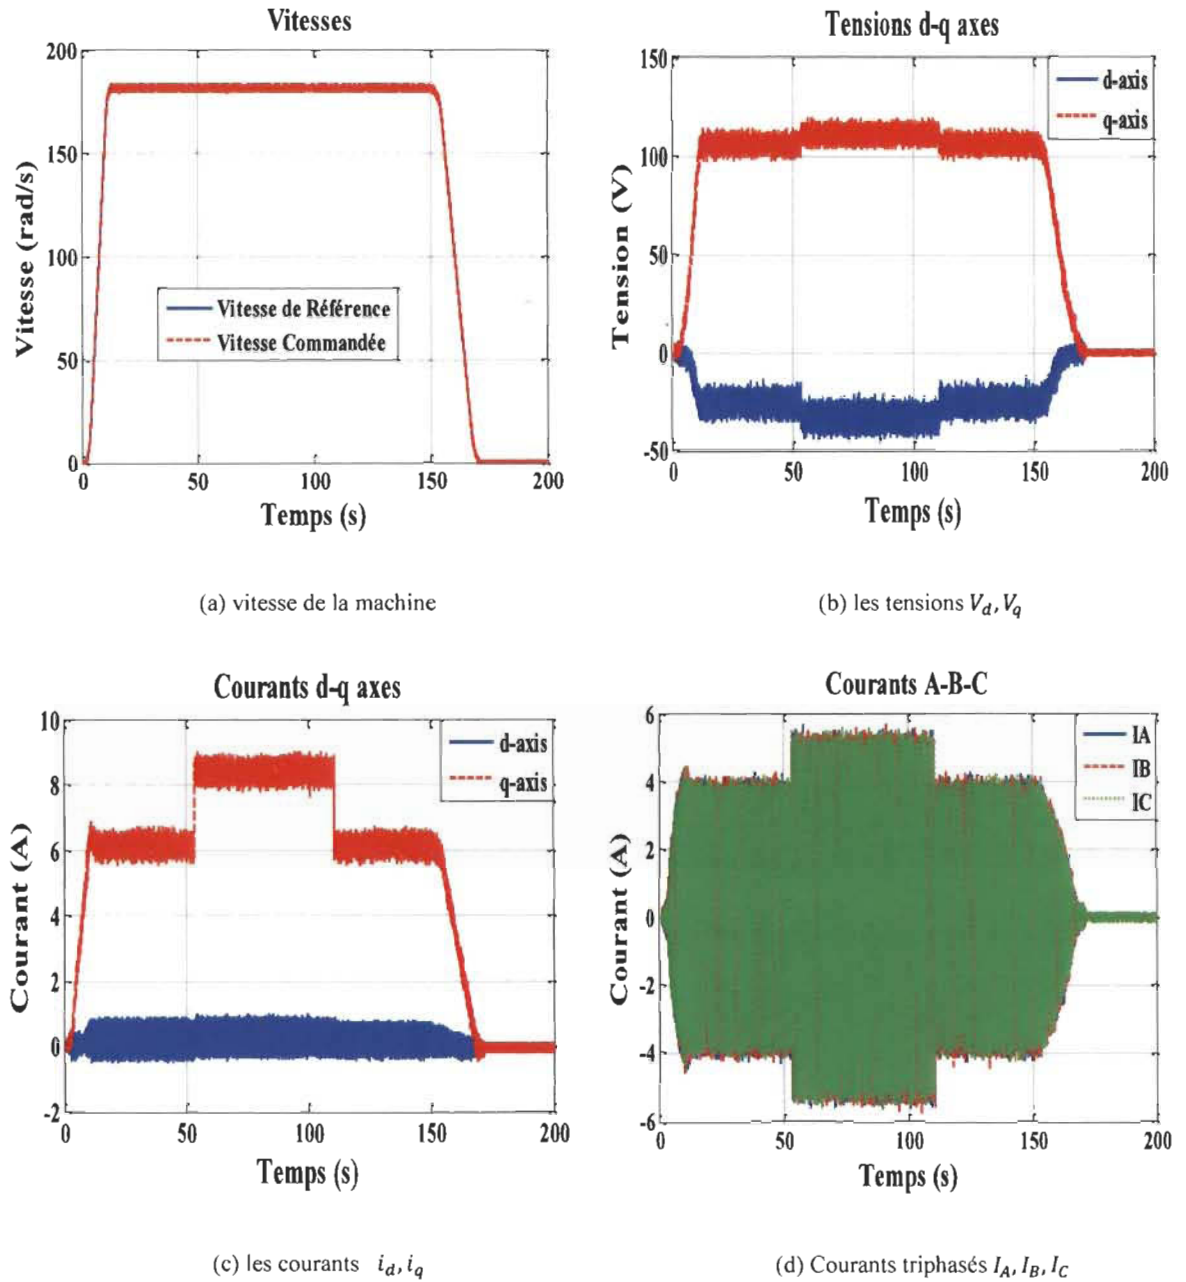 Vitesses
200
150
100
50
0
Vitesse (rad/s)
Vitesse de Référence
Vitesse Commandée
0 50 100 150 200
Temps (s)
(a) vitesse de la machine
Tensions d-q axes
150
100
50
0
-50
Tension (V)
d-axis
q-axis
0 50 100 150 200
Temps (s)
(b) les tensions V_d, V_q
Courants d-q axes
10
8
6
4
2
0
-2
Courant (A)
d-axis
q-axis
0 50 100 150 200
Temps (s)
(c) les courants i_d, i_q
Courants A-B-C
6
4
2
0
-2
-4
-6
Courant (A)
IA
IB
IC
0 50 100 150 200
Temps (s)
(d) Courants triphasés I_A, I_B, I_C